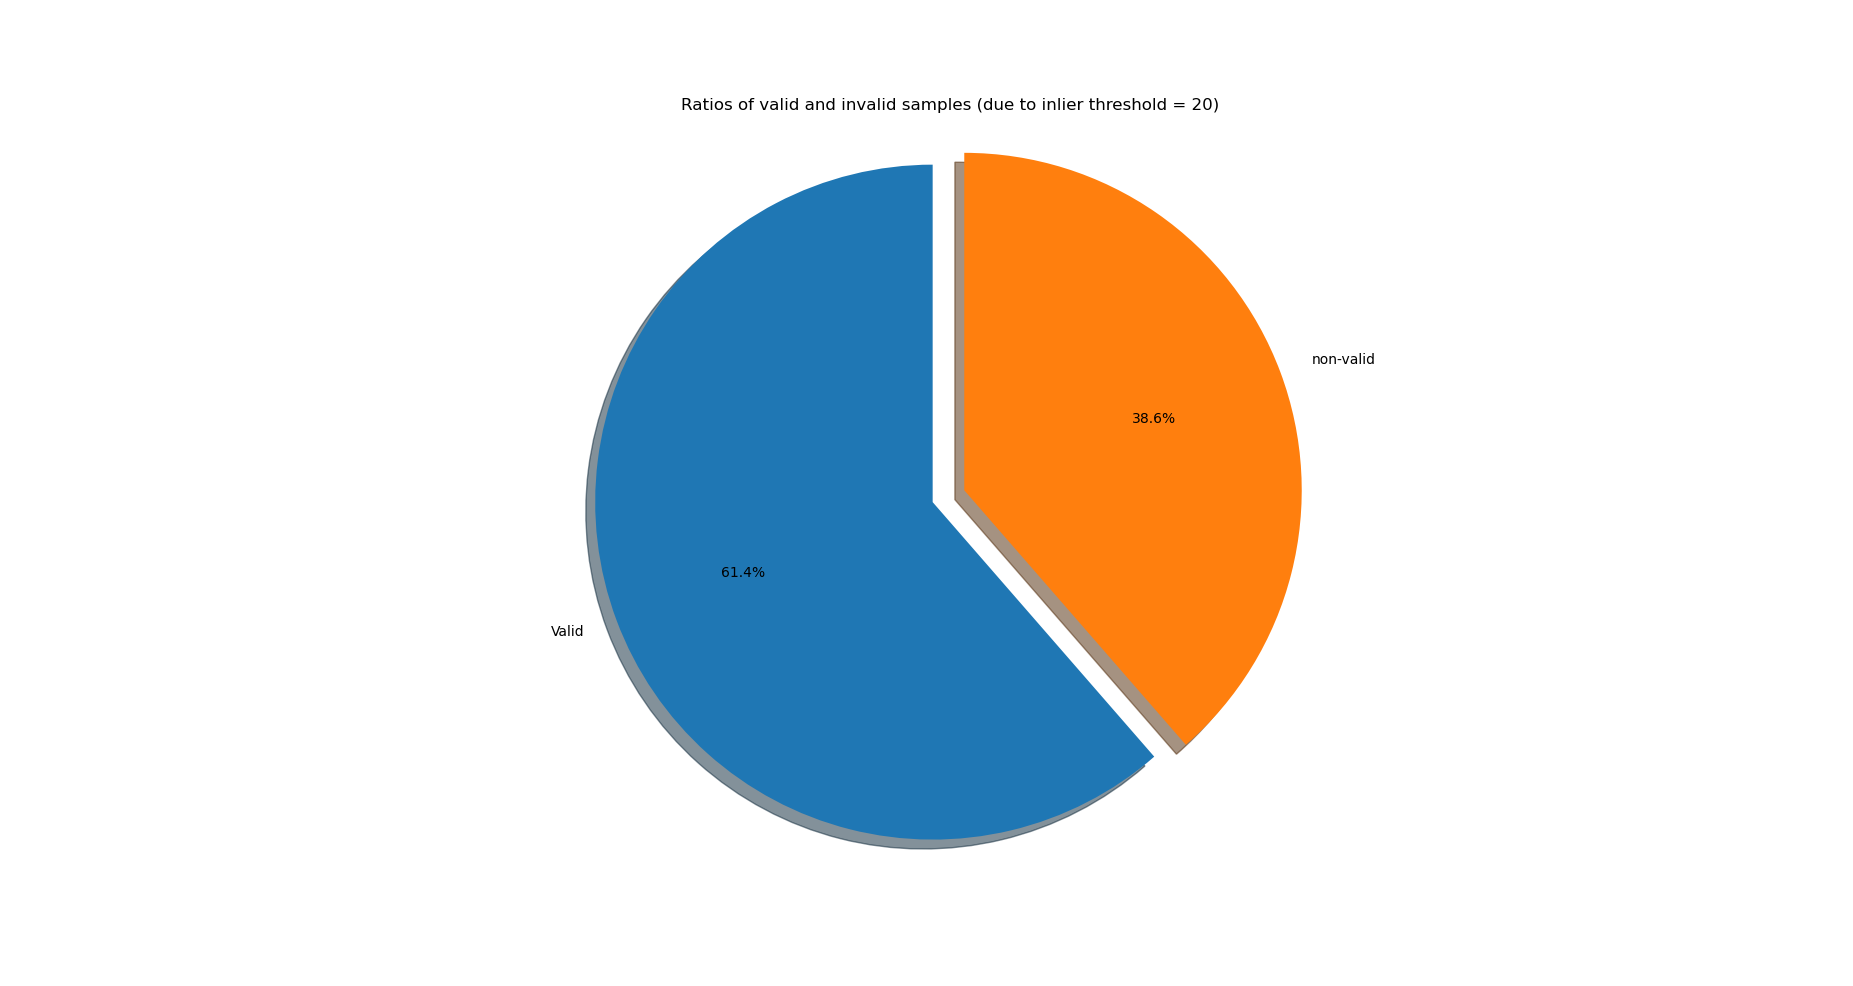 Ratios of valid and invalid samples (due to inlier threshold = 20)
non-valid
38.6%
61.4%
Valid